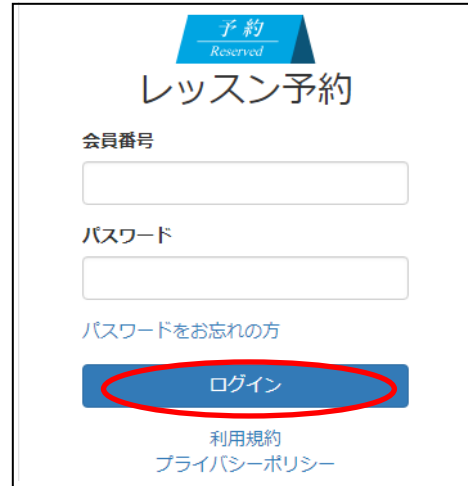 予約
Reserved
レッスン予約
会員番号
パスワード
パスワードをお忘れの方
ログイン
利用規約
プライバシーポリシー